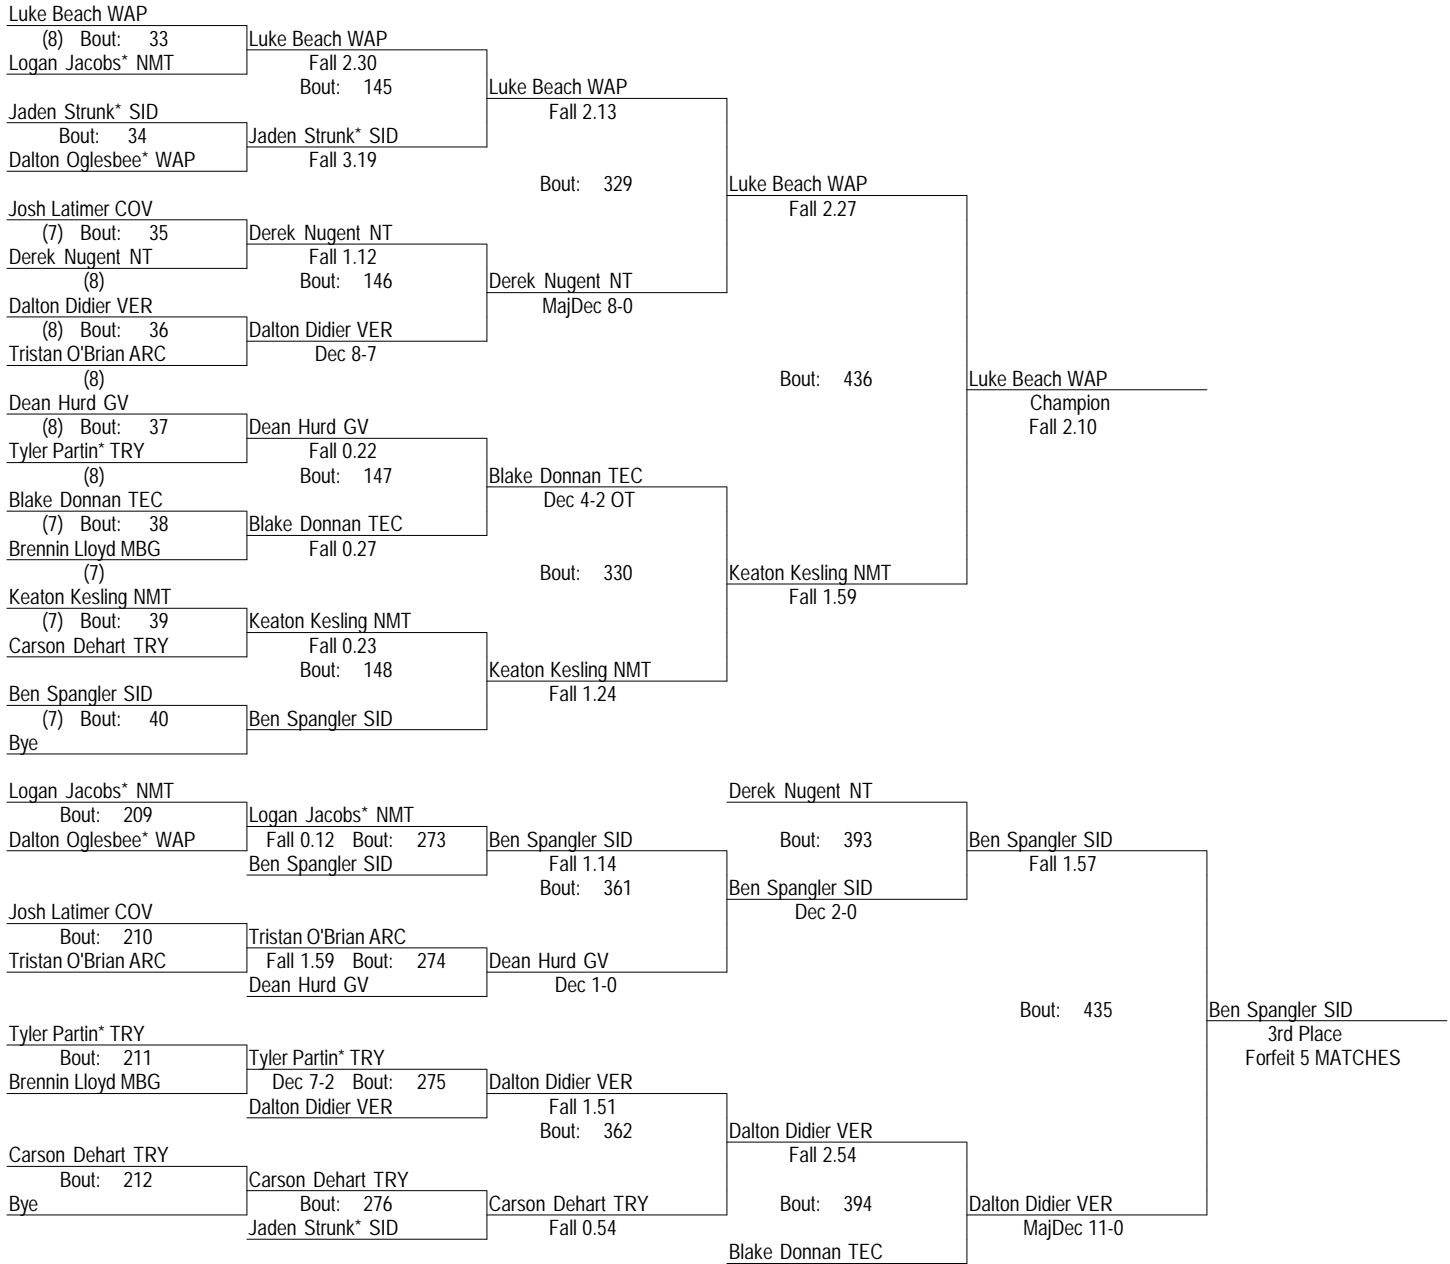 Luke Beach WAP
(8) Bout: 33 Luke Beach WAP
Logan Jacobs* NMT Fall 2.30
Bout: 145 Luke Beach WAP
Jaden Strunk* SID Fall 2.13
Bout: 34 Jaden Strunk* SID
Dalton Oglesbee* WAP Fall 3.19
Bout: 329 Luke Beach WAP
Josh Latimer COV Fall 2.27
(7) Bout: 35 Derek Nugent NT
Derek Nugent NT Fall 1.12
(8) Bout: 146 Derek Nugent NT
Dalton Didier VER MajDec 8-0
(8) Bout: 36 Dalton Didier VER
Tristan O'Brian ARC Dec 8-7
(8) Bout: 436 Luke Beach WAP
Dean Hurd GV Champion
(8) Bout: 37 Dean Hurd GV Fall 2.10
Tyler Partin* TRY Fall 0.22
(8) Bout: 147 Blake Donnan TEC
Blake Donnan TEC Dec 4-2 OT
(7) Bout: 38 Blake Donnan TEC
Brennin Lloyd MBG Fall 0.27
(7) Bout: 330 Keaton Kesling NMT
Keaton Kesling NMT Fall 1.59
(7) Bout: 39 Keaton Kesling NMT
Carson Dehart TRY Fall 0.23
Bout: 148 Keaton Kesling NMT
Ben Spangler SID Fall 1.24
(7) Bout: 40 Ben Spangler SID
Bye
Logan Jacobs* NMT Derek Nugent NT
Bout: 209 Logan Jacobs* NMT
Dalton Oglesbee* WAP Fall 0.12 Bout: 273 Ben Spangler SID Bout: 393 Ben Spangler SID
Ben Spangler SID Fall 1.14 Fall 1.57
Bout: 361 Ben Spangler SID
Josh Latimer COV Dec 2-0
Bout: 210 Tristan O'Brian ARC
Tristan O'Brian ARC Fall 1.59 Bout: 274 Dean Hurd GV
Dean Hurd GV Dec 1-0
Bout: 435 Ben Spangler SID
Tyler Partin* TRY 3rd Place
Bout: 211 Tyler Partin* TRY Forfeit 5 MATCHES
Brennin Lloyd MBG Dec 7-2 Bout: 275 Dalton Didier VER
Dalton Didier VER Fall 1.51
Bout: 362 Dalton Didier VER
Carson Dehart TRY Fall 2.54
Bout: 212 Carson Dehart TRY
Bye Bout: 276 Carson Dehart TRY Bout: 394 Dalton Didier VER
Jaden Strunk* SID Fall 0.54 MajDec 11-0
Blake Donnan TEC